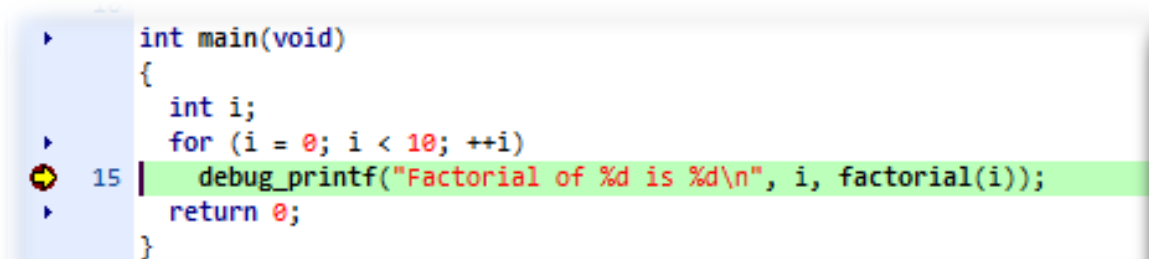 int main(void)
{
int i;
for (i = 0; i < 10; ++i)
15 debug_printf("Factorial of %d is %d\n", i, factorial(i));
return 0;
}